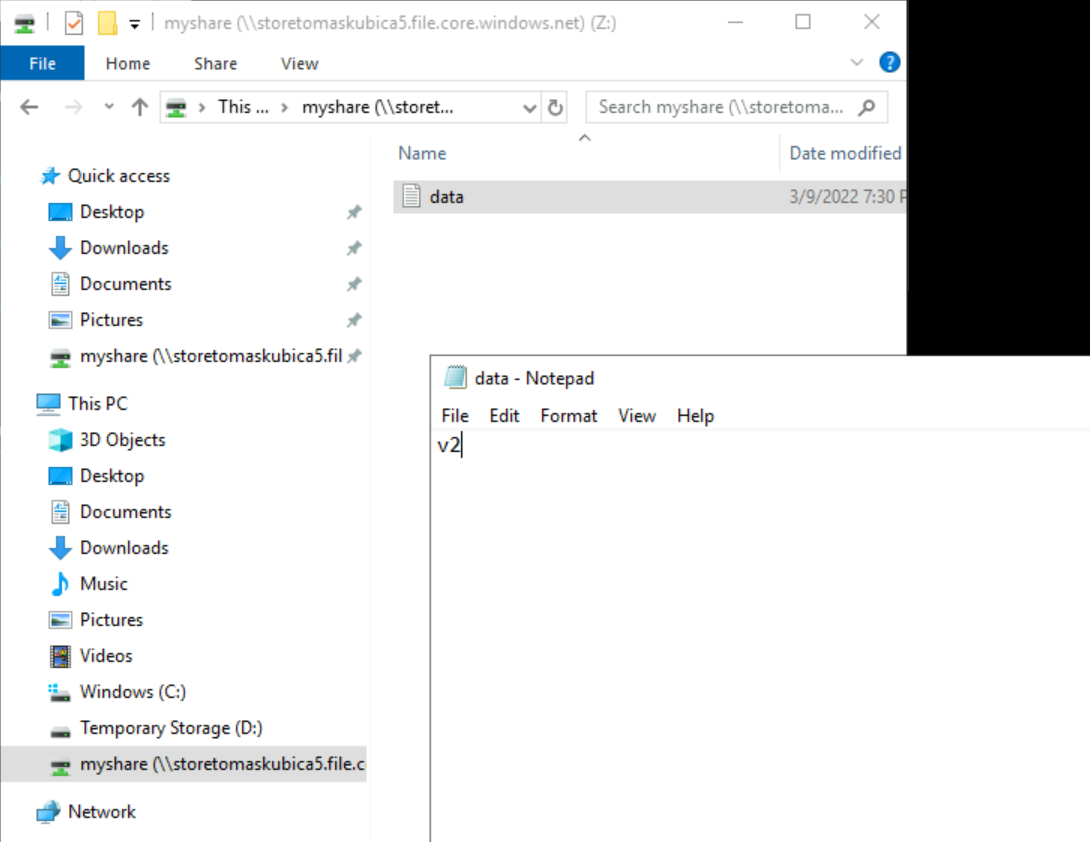 myshare (\\storetomaskubica5.file.core.windows.net) (Z:)
File Home Share View
This ... myshare (\\storet... Search myshare (\\storetoma...
Name Date modified
data 3/9/2022 7:30 P
Quick access
Desktop
Downloads
Documents
Pictures
myshare (\\storetomaskubica5.fil
This PC
3D Objects
Desktop
Documents
Downloads
Music
Pictures
Videos
Windows (C:)
Temporary Storage (D:)
myshare (\\storetomaskubica5.file.c
Network
data - Notepad
File Edit Format View Help
v2